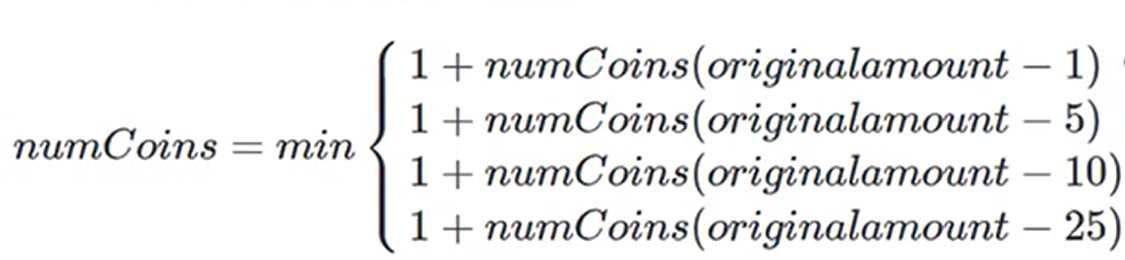 1 + numCoins(originalamount − 1)
1 + numCoins(originalamount − 5)
numCoins = min
1 + numCoins(originalamount − 10)
1 + numCoins(originalamount − 25)